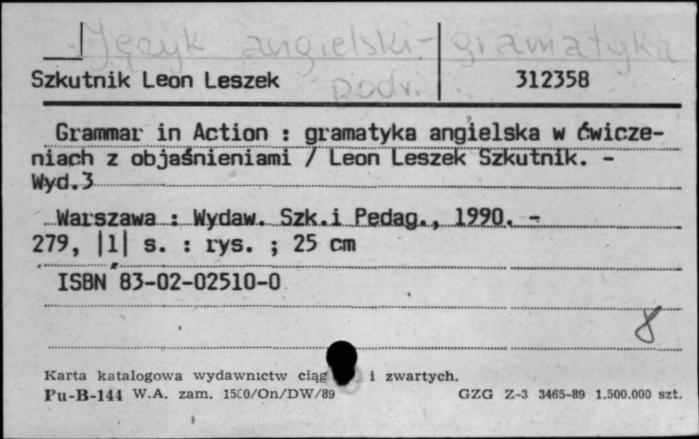 Język angielski - gramatyka
podr.
Szkutnik Leon Leszek 312358
Grammar in Action : gramatyka angielska w ćwicze-
niach z objaśnieniami / Leon Leszek Szkutnik. -
Wyd.3
Warszawa : Wydaw. Szk.i Pedag., 1990. -
279, |1| s. : rys. ; 25 cm
ISBN 83-02-02510-0
8
Karta katalogowa wydawnictw ciąg i zwartych.
Pu-B-144 W.A. zam. 1500/On/DW/89 GZG Z-3 3465-89 1.500.000 szt.